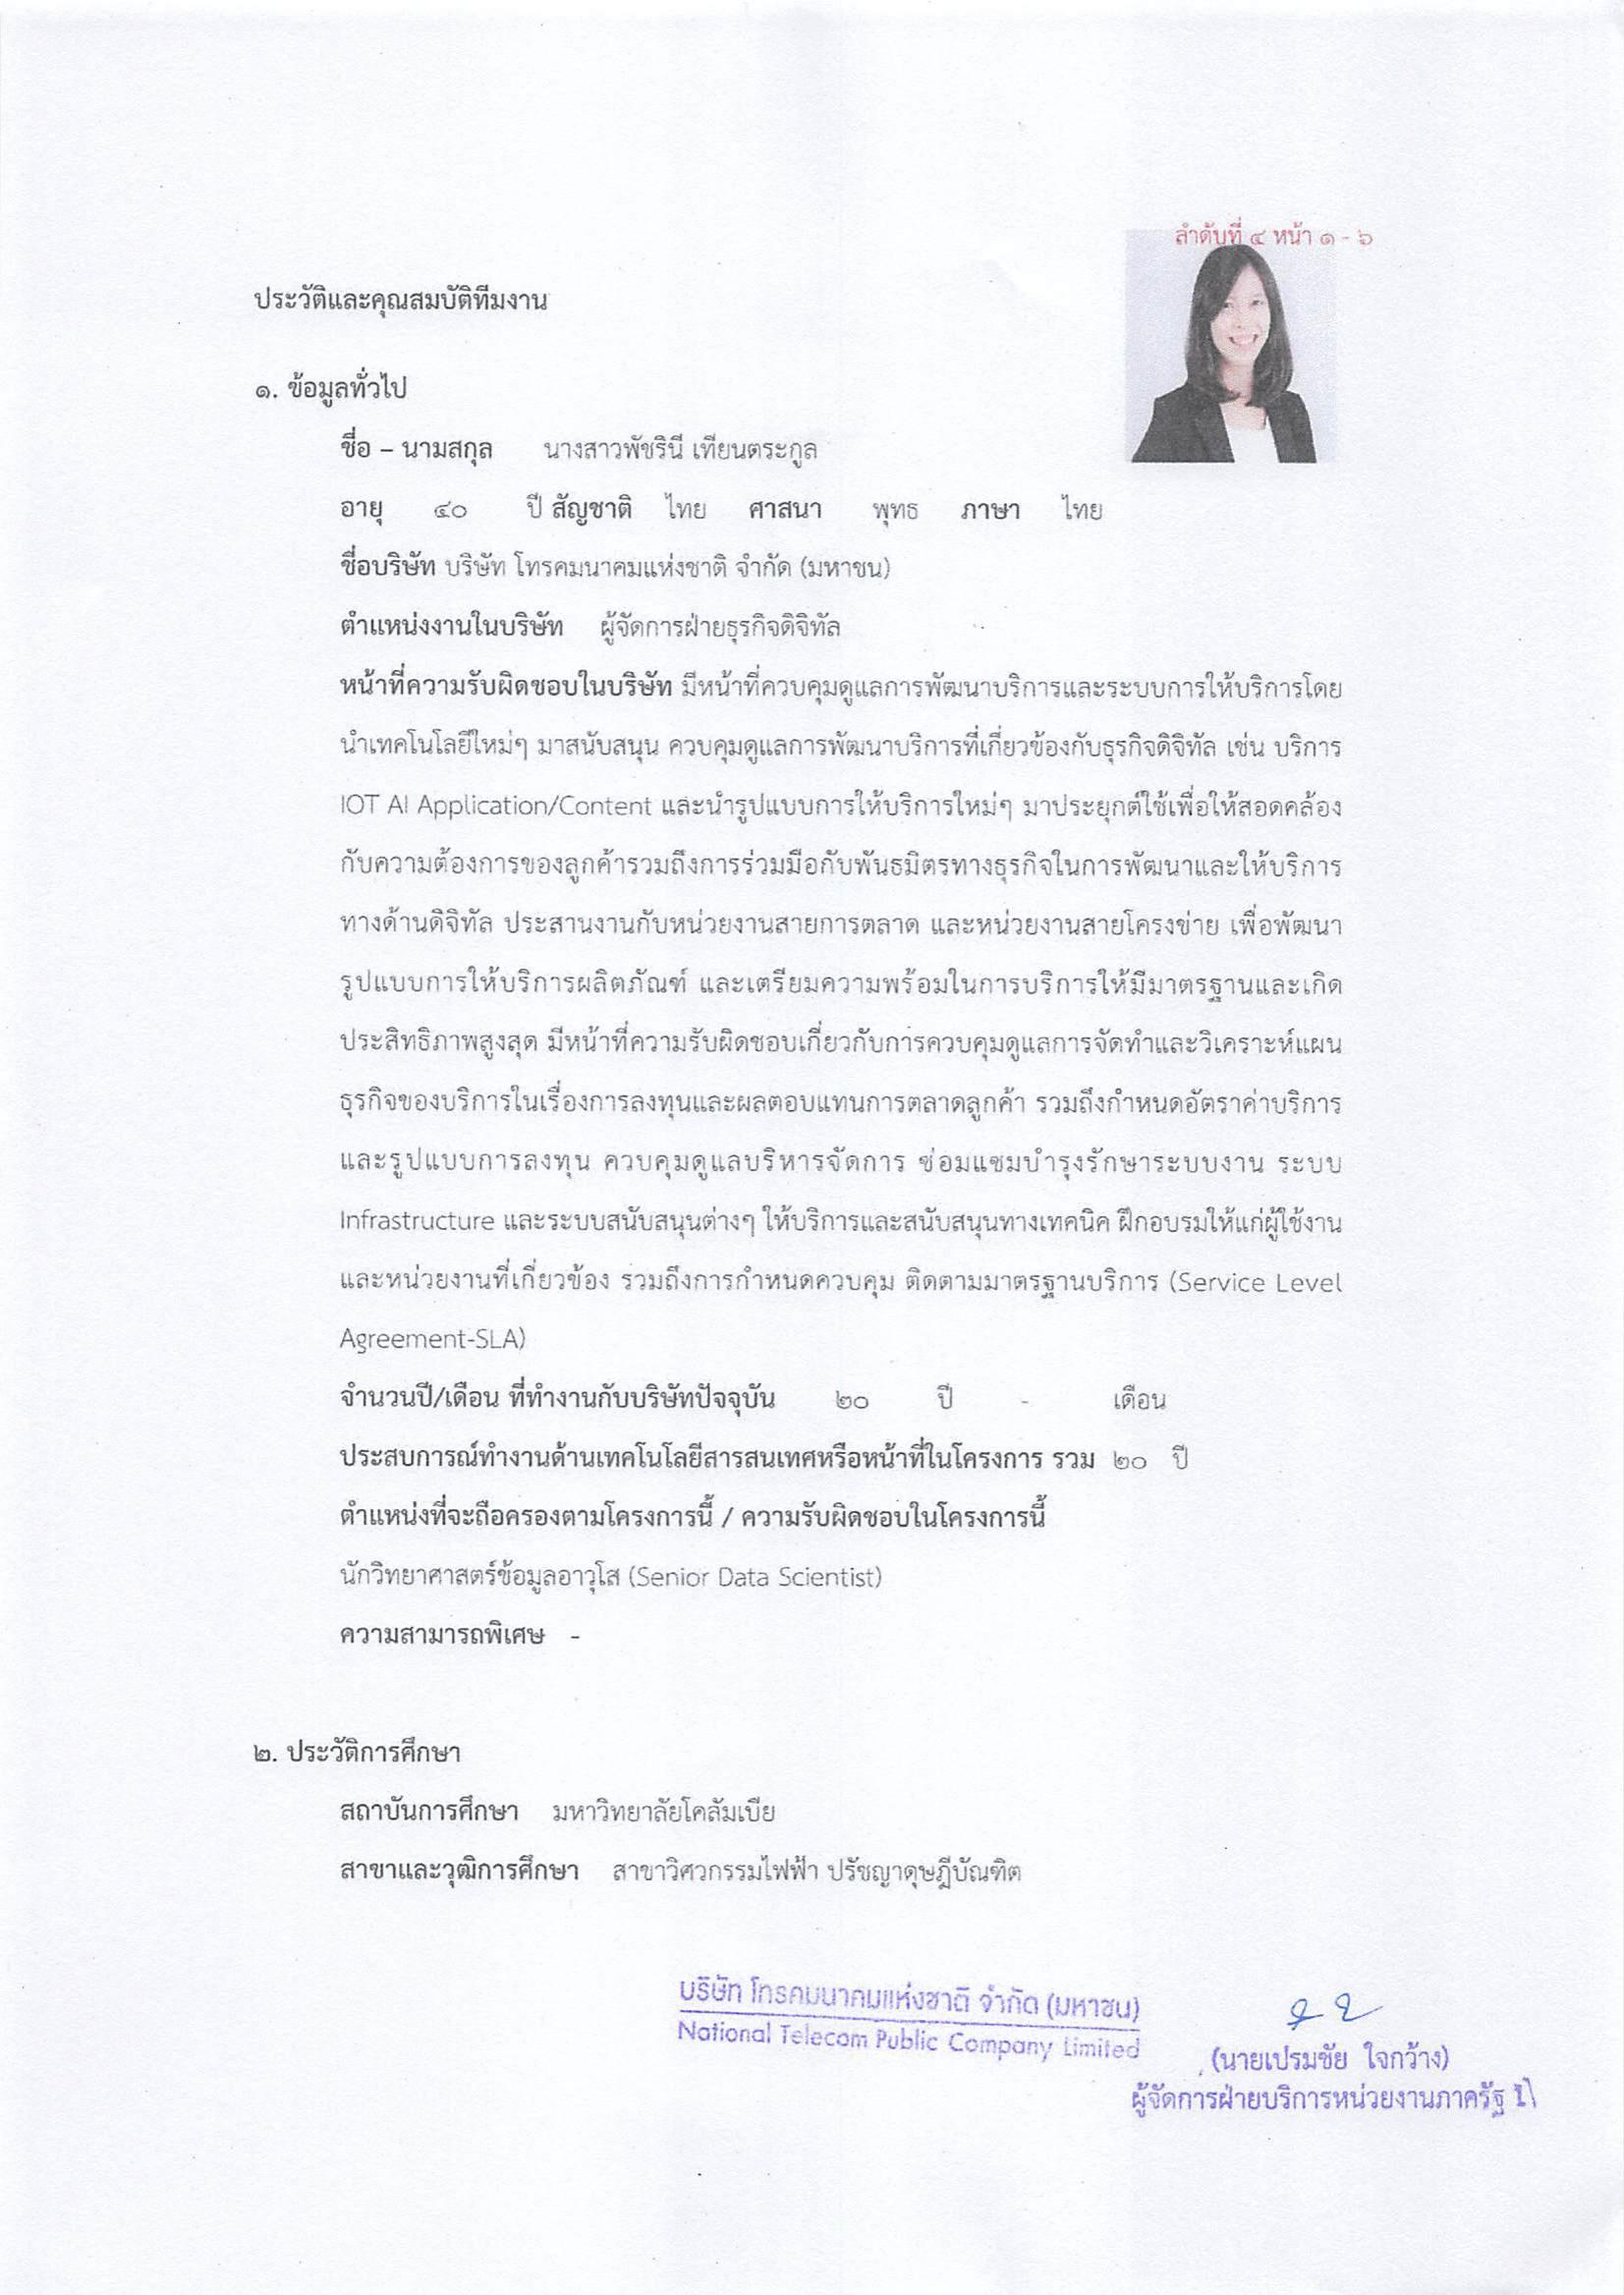 ลำดับที่ ๔ หน้า ๑ - ๖
ประวัติและคุณสมบัติทีมงาน
๑. ข้อมูลทั่วไป
ชื่อ – นามสกุล นางสาวพัชรินี เทียนตระกูล
อายุ ๔๐ ปี สัญชาติ ไทย ศาสนา พุทธ ภาษา ไทย
ชื่อบริษัท บริษัท โทรคมนาคมแห่งชาติ จำกัด (มหาชน)
ตำแหน่งงานในบริษัท ผู้จัดการฝ่ายธุรกิจดิจิทัล
หน้าที่ความรับผิดชอบในบริษัท มีหน้าที่ควบคุมดูแลการพัฒนาบริการและระบบการให้บริการโดย
นำเทคโนโลยีใหม่ๆ มาสนับสนุน ควบคุมดูแลการพัฒนาบริการที่เกี่ยวข้องกับธุรกิจดิจิทัล เช่น บริการ
IOT AI Application/Content และนำรูปแบบการให้บริการใหม่ๆ มาประยุกต์ใช้เพื่อให้สอดคล้อง
กับความต้องการของลูกค้ารวมถึงการร่วมมือกับพันธมิตรทางธุรกิจในการพัฒนาและให้บริการ
ทางด้านดิจิทัล ประสานงานกับหน่วยงานสายการตลาด และหน่วยงานสายโครงข่าย เพื่อพัฒนา
รูปแบบการให้บริการผลิตภัณฑ์ และเตรียมความพร้อมในการบริการให้มีมาตรฐานและเกิด
ประสิทธิภาพสูงสุด มีหน้าที่ความรับผิดชอบเกี่ยวกับการควบคุมดูแลการจัดทำและวิเคราะห์แผน
ธุรกิจของบริการในเรื่องการลงทุนและผลตอบแทนการตลาดลูกค้า รวมถึงกำหนดอัตราค่าบริการ
และรูปแบบการลงทุน ควบคุมดูแลบริหารจัดการ ซ่อมแซมบำรุงรักษาระบบงาน ระบบ
Infrastructure และระบบสนับสนุนต่างๆ ให้บริการและสนับสนุนทางเทคนิค ฝึกอบรมให้แก่ผู้ใช้งาน
และหน่วยงานที่เกี่ยวข้อง รวมถึงการกำหนดควบคุม ติดตามมาตรฐานบริการ (Service Level
Agreement-SLA)
จำนวนปี/เดือน ที่ทำงานกับบริษัทปัจจุบัน ๒๐ ปี - เดือน
ประสบการณ์ทำงานด้านเทคโนโลยีสารสนเทศหรือหน้าที่ในโครงการ รวม ๒๐ ปี
ตำแหน่งที่จะถือครองตามโครงการนี้ / ความรับผิดชอบในโครงการนี้
นักวิทยาศาสตร์ข้อมูลอาวุโส (Senior Data Scientist)
ความสามารถพิเศษ -
๒. ประวัติการศึกษา
สถาบันการศึกษา มหาวิทยาลัยโคลัมเบีย
สาขาและวุฒิการศึกษา สาขาวิศวกรรมไฟฟ้า ปรัชญาดุษฎีบัณฑิต
บริษัท โทรคมนาคมแห่งชาติ จำกัด (มหาชน)
National Telecom Public Company Limited
(นายเปรมชัย ใจกว้าง)
ผู้จัดการฝ่ายบริการหน่วยงานภาครัฐ